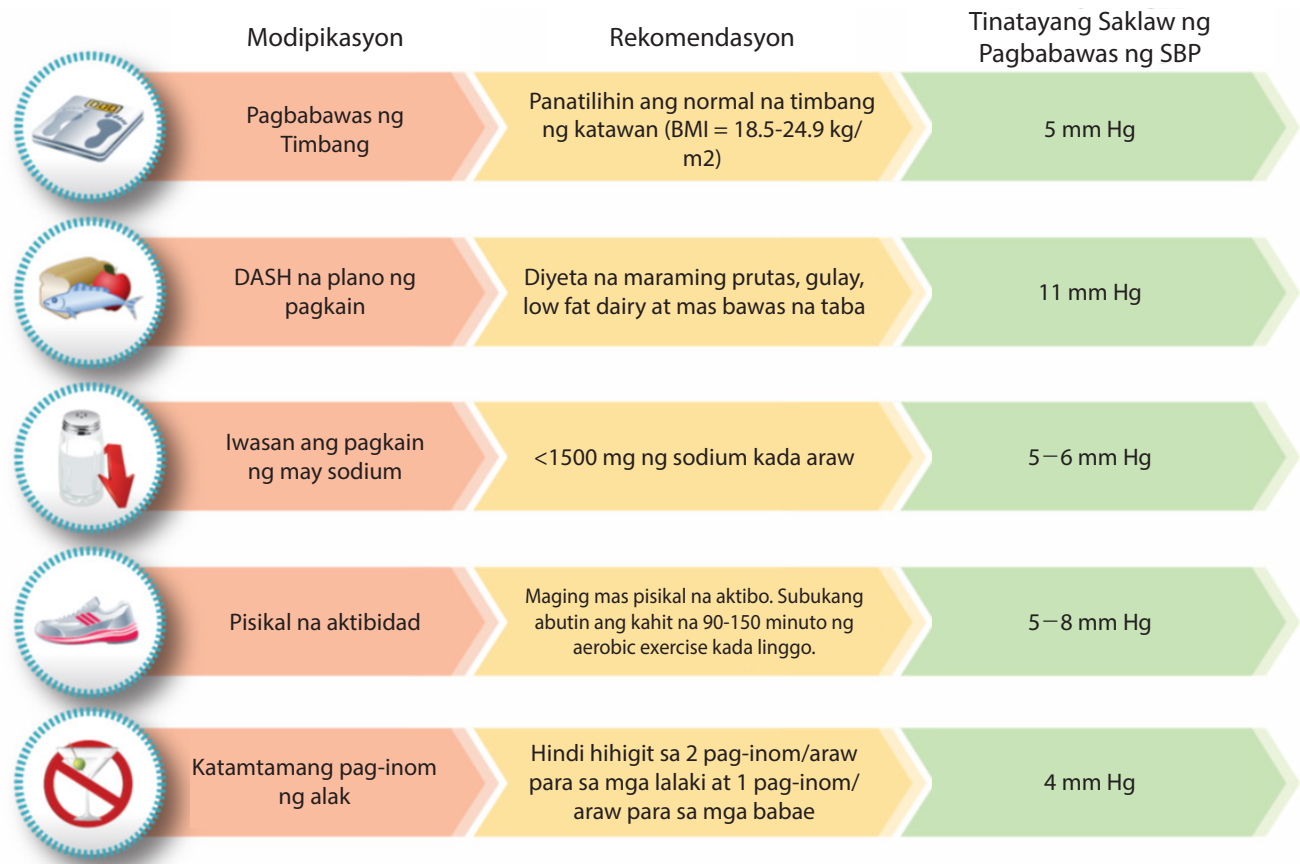 Modipikasyon
Rekomendasyon
Tinatayang Saklaw ng
Pagbabawas ng SBP
Pagbabawas ng
Timbang
Panatilihin ang normal na timbang
ng katawan (BMI = 18.5-24.9 kg/
m2)
5 mm Hg
DASH na plano ng
pagkain
Diyeta na maraming prutas, gulay,
low fat dairy at mas bawas na taba
11 mm Hg
Iwasan ang pagkain
ng may sodium
<1500 mg ng sodium kada araw
5–6 mm Hg
Pisikal na aktibidad
Maging mas pisikal na aktibo. Subukang
abutin ang kahit na 90-150 minuto ng
aerobic exercise kada linggo.
5–8 mm Hg
Katamtamang pag-inom
ng alak
Hindi hihigit sa 2 pag-inom/araw
para sa mga lalaki at 1 pag-inom/
araw para sa mga babae
4 mm Hg